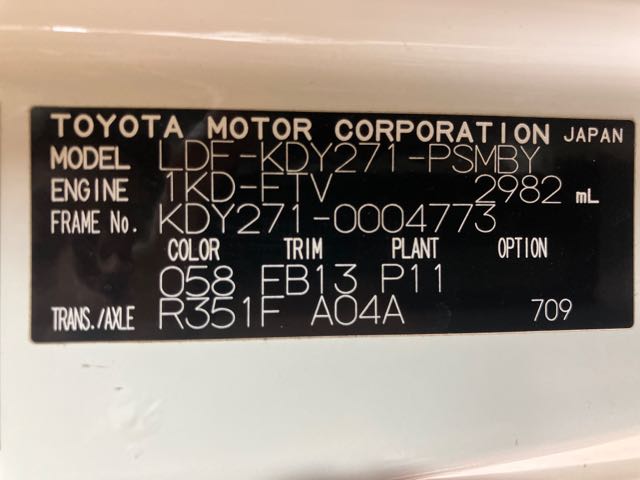 TOYOTA MOTOR CORPORATION JAPAN
MODEL LDF-KDY271-PSMBY
ENGINE 1KD-FTV 2982 mL
FRAME No. KDY271-0004773
COLOR TRIM PLANT OPTION
058 FB13 P11
TRANS./AXLE R351F A04A 709